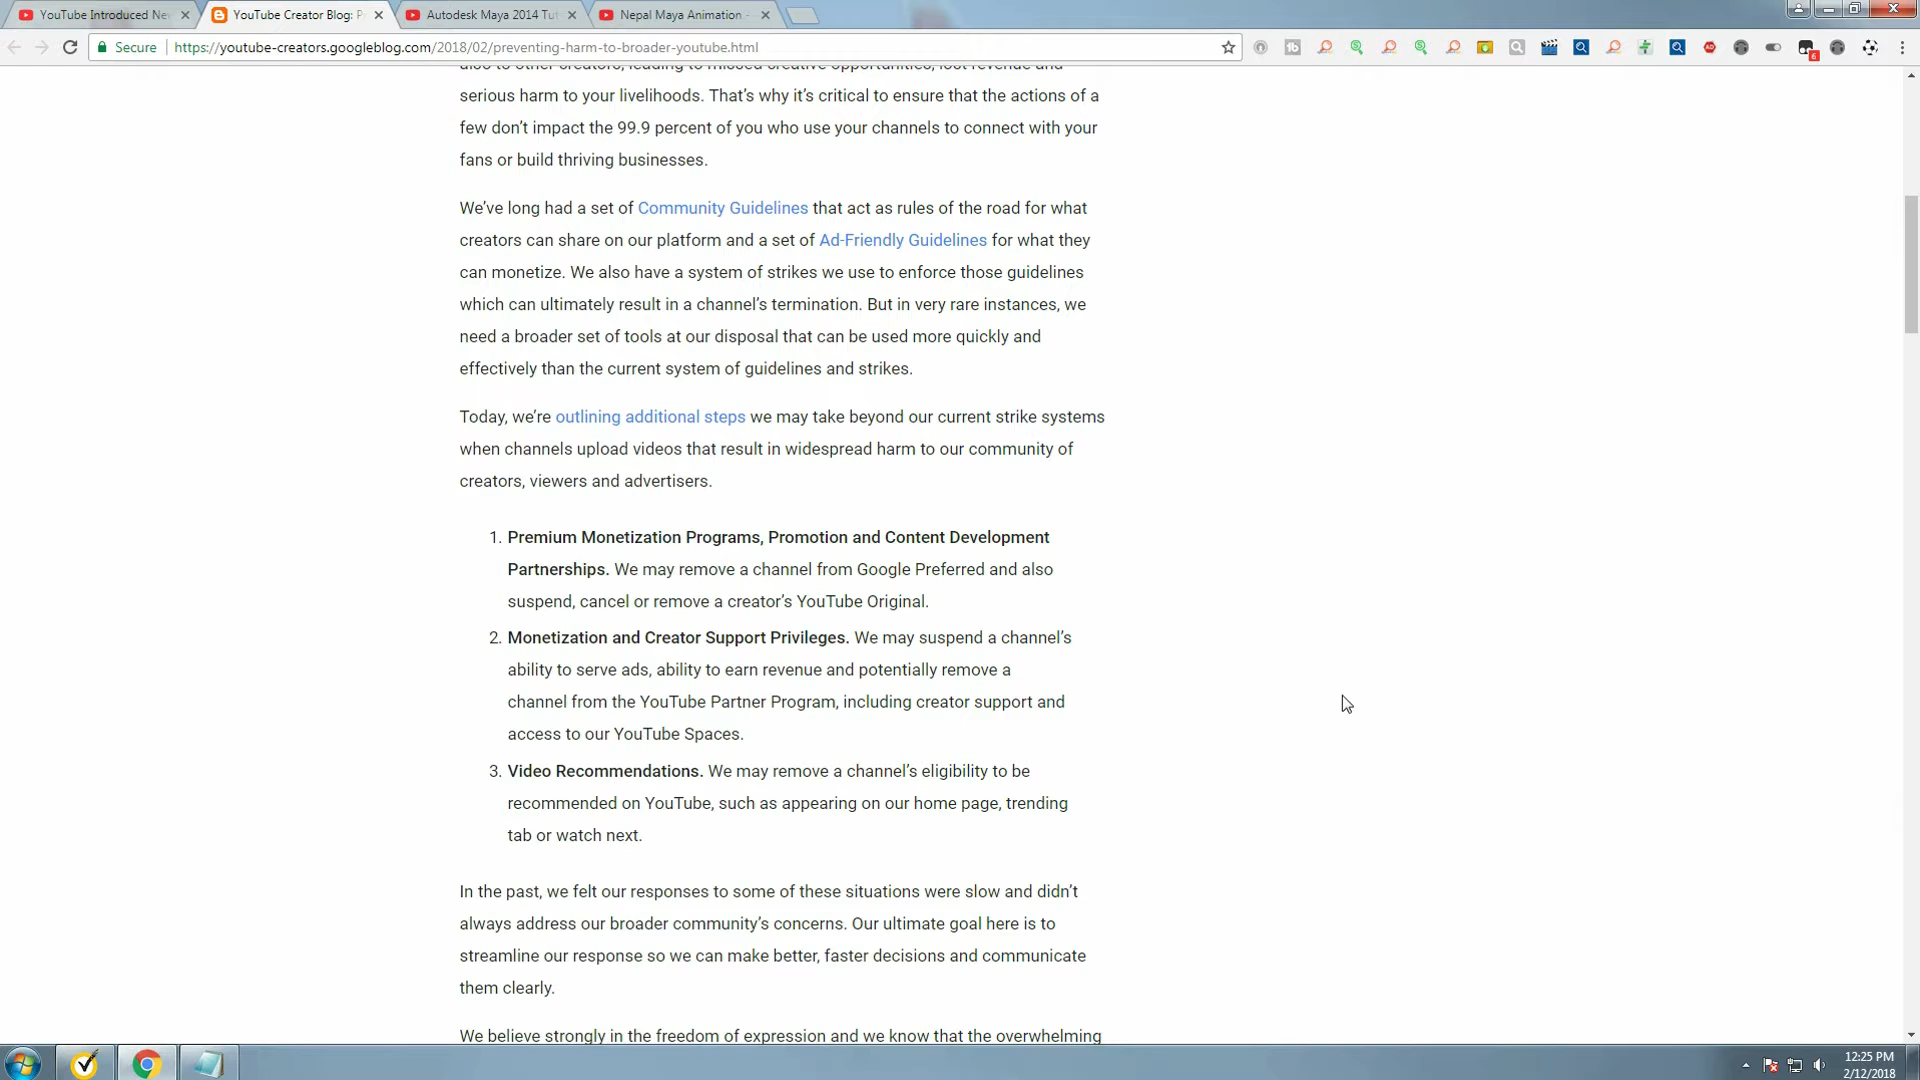 YouTube Introduced Ne
YouTube Creator Blog: P
Autodesk Maya 2014 Tut
Nepal Maya Animation -
Secure
https://youtube-creators.googleblog.com/2018/02/preventing-harm-to-broader-youtube.html
also to other creators, leading to missed creative opportunities, lost revenue and
serious harm to your livelihoods. That's why it's critical to ensure that the actions of a
few don't impact the 99.9 percent of you who use your channels to connect with your
fans or build thriving businesses.
We've long had a set of Community Guidelines that act as rules of the road for what
creators can share on our platform and a set of Ad-Friendly Guidelines for what they
can monetize. We also have a system of strikes we use to enforce those guidelines
which can ultimately result in a channel's termination. But in very rare instances, we
need a broader set of tools at our disposal that can be used more quickly and
effectively than the current system of guidelines and strikes.
Today, we're outlining additional steps we may take beyond our current strike systems
when channels upload videos that result in widespread harm to our community of
creators, viewers and advertisers.
1. Premium Monetization Programs, Promotion and Content Development
Partnerships. We may remove a channel from Google Preferred and also
suspend, cancel or remove a creator's YouTube Original.
2. Monetization and Creator Support Privileges. We may suspend a channel's
ability to serve ads, ability to earn revenue and potentially remove a
channel from the YouTube Partner Program, including creator support and
access to our YouTube Spaces.
3. Video Recommendations. We may remove a channel's eligibility to be
recommended on YouTube, such as appearing on our home page, trending
tab or watch next.
In the past, we felt our responses to some of these situations were slow and didn't
always address our broader community's concerns. Our ultimate goal here is to
streamline our response so we can make better, faster decisions and communicate
them clearly.
We believe strongly in the freedom of expression and we know that the overwhelming
12:25 PM
2/12/2018